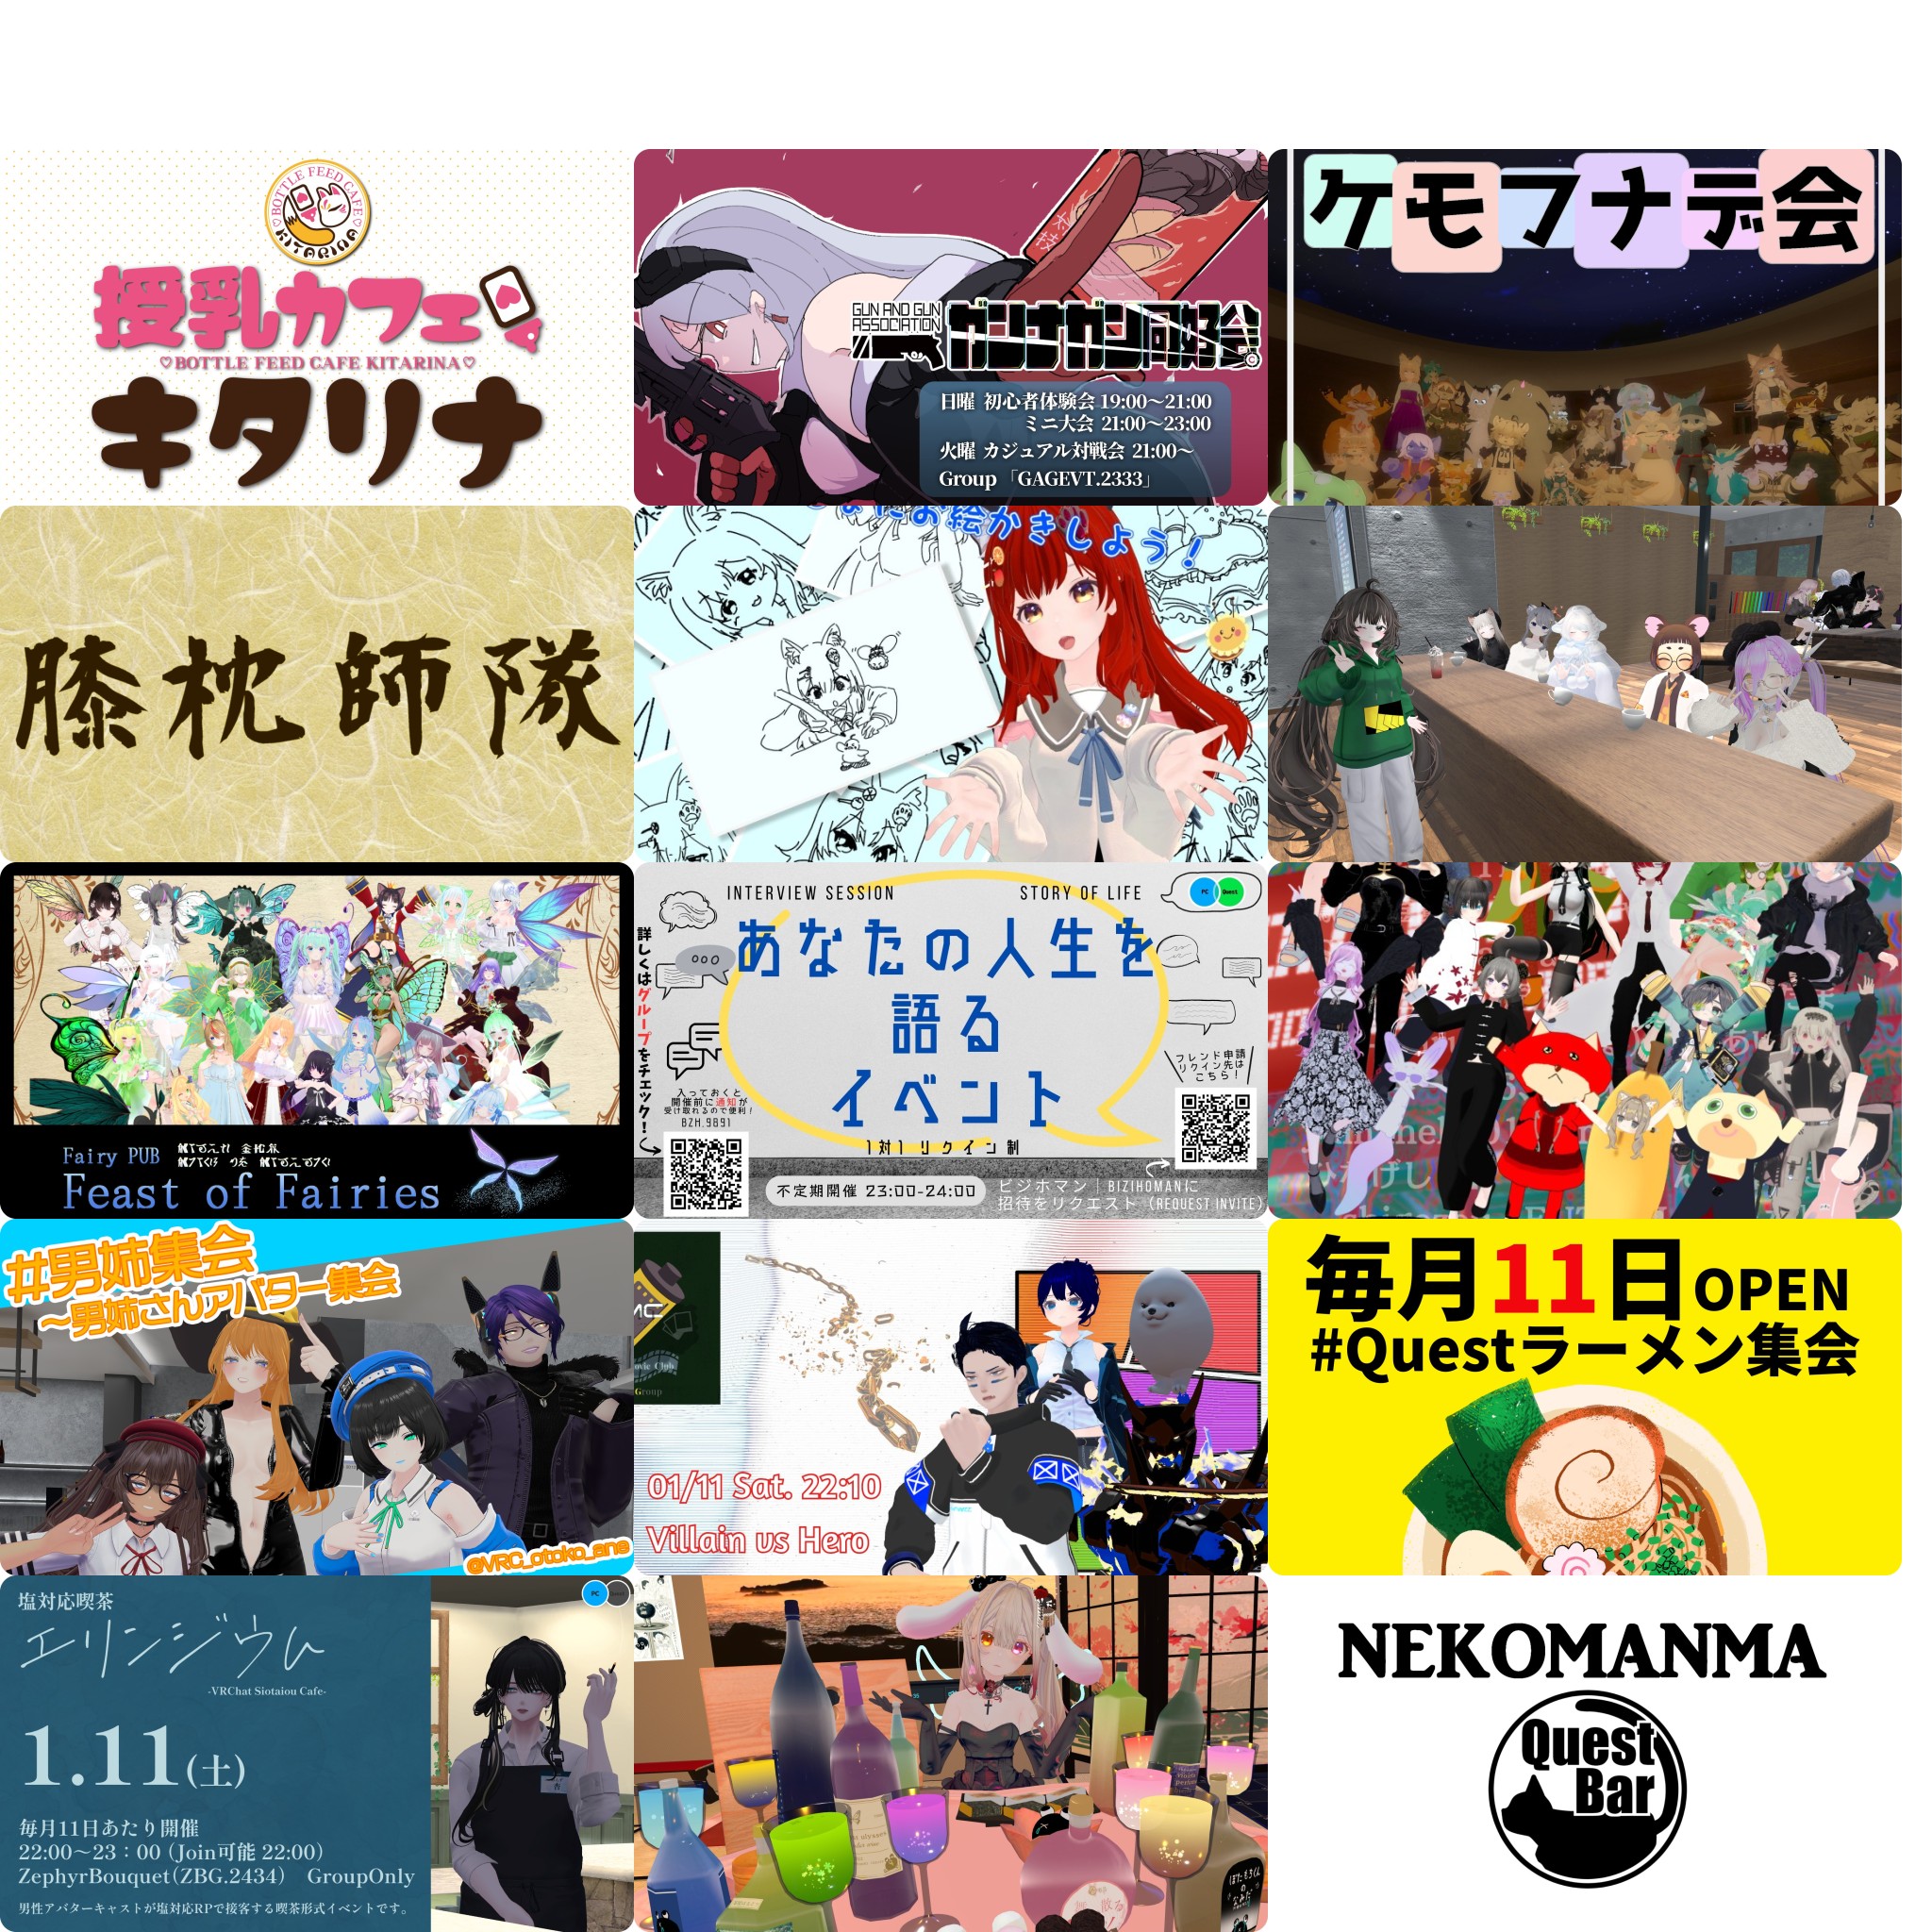 BOTTLE FEED CAFE
KITARINA
授乳カフェ
♡BOTTLE FEED CAFE KITARINA♡
キタリナ
GUN AND GUN
ASSOCIATION
ガンナガン同好会
日曜 初心者体験会 19:00～21:00
ミニ大会 21:00～23:00
火曜 カジュアル対戦会 21:00～
Group 「GAGEVT.2333」
ケモフナデ会
膝枕師隊
お絵かきしよう!
Fairy PUB
Feast of Fairies
INTERVIEW SESSION
STORY OF LIFE
PC
Quest
あなたの人生を
語る
イベント
詳しくはグループをチェック!
入っておくと
開催前に通知が
受け取れるので便利!
BZH.9891
フレンド申請
リクイン先は
こちら!
1対1リクイン制
不定期開催 23:00-24:00
ビジホマン|BIZIHOMANに
招待をリクエスト (REQUEST INVITE)
#男姉集会
～男姉さんアバター集会
@VRC_otoko_ane
01/11 Sat. 22:10
Villain vs Hero
毎月11日OPEN
#Questラーメン集会
塩対応喫茶
エリンジウム
-VRChat Siotaiou Cafe-
1.11(土)
毎月11日あたり開催
22:00～23：00 (Join可能 22:00)
ZephyrBouquet(ZBG.2434) GroupOnly
男性アバターキャストが塩対応RPで接客する喫茶形式イベントです。
PC
NEKOMANMA
Quest
Bar